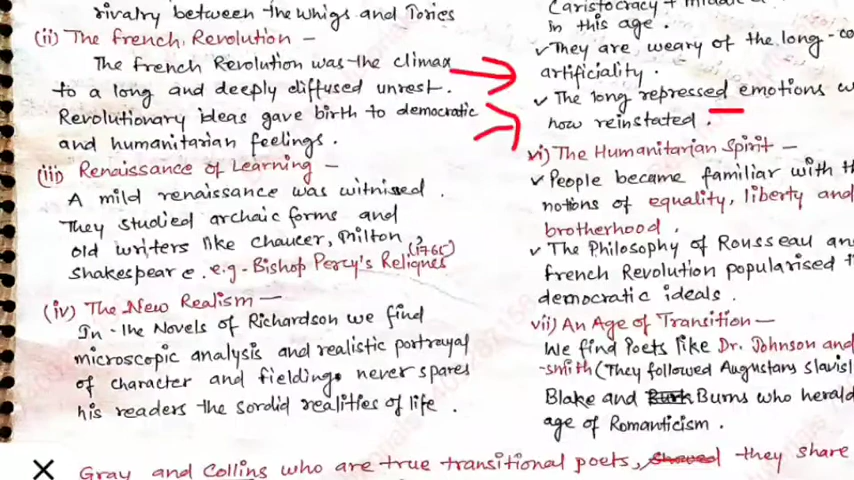 rivalry between the Whigs and Tories
(ii) The French Revolution -
The French Revolution was the climax
to a long and deeply diffused unrest.
Revolutionary ideas gave birth to democratic
and humanitarian feelings.
(iii) Renaissance of Learning -
A mild renaissance was witnissed.
They studied archaic forms and
old writers like Chaucer, Milton,
Shakespeare. e.g - Bishop Percy's Reliques (1765)
(iv) The New Realism -
In the Novels of Richardson we find
microscopic analysis and realistic portrayal
of character and fielding never spares
his readers the sordid realities of life.
in this age.
✓They are weary of the long-co
artificiality.
✓ The long repressed emotions w
now reinstated.
vi) The Humanitarian Spirit -
✓ People became familiar with th
notions of equality, liberty and
brotherhood.
✓ The Philosophy of Rousseau an
French Revolution popularised t
democratic ideals.
vii) An Age of Transition -
We find Poets like Dr. Johnson and
-smith (They followed Augustans slavisl
Blake and Burns who herald
age of Romanticism.
X Gray and Collins who are true transitional poets, shared they share